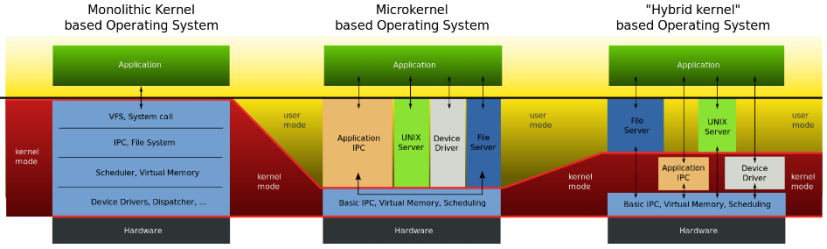 Monolithic Kernel
based Operating System
Microkernel
based Operating System
"Hybrid kernel"
based Operating System
Application
VFS, System call
IPC, File System
Scheduler, Virtual Memory
Device Drivers, Dispatcher, ...
Hardware
kernel
mode
user
mode
kernel
mode
Application
Application
IPC
UNIX
Server
Device
Driver
File
Server
Basic IPC, Virtual Memory, Scheduling
Hardware
user
mode
kernel
mode
Application
File
Server
UNIX
Server
Application
IPC
Device
Driver
Basic IPC, Virtual Memory, Scheduling
Hardware
user
mode
kernel
mode